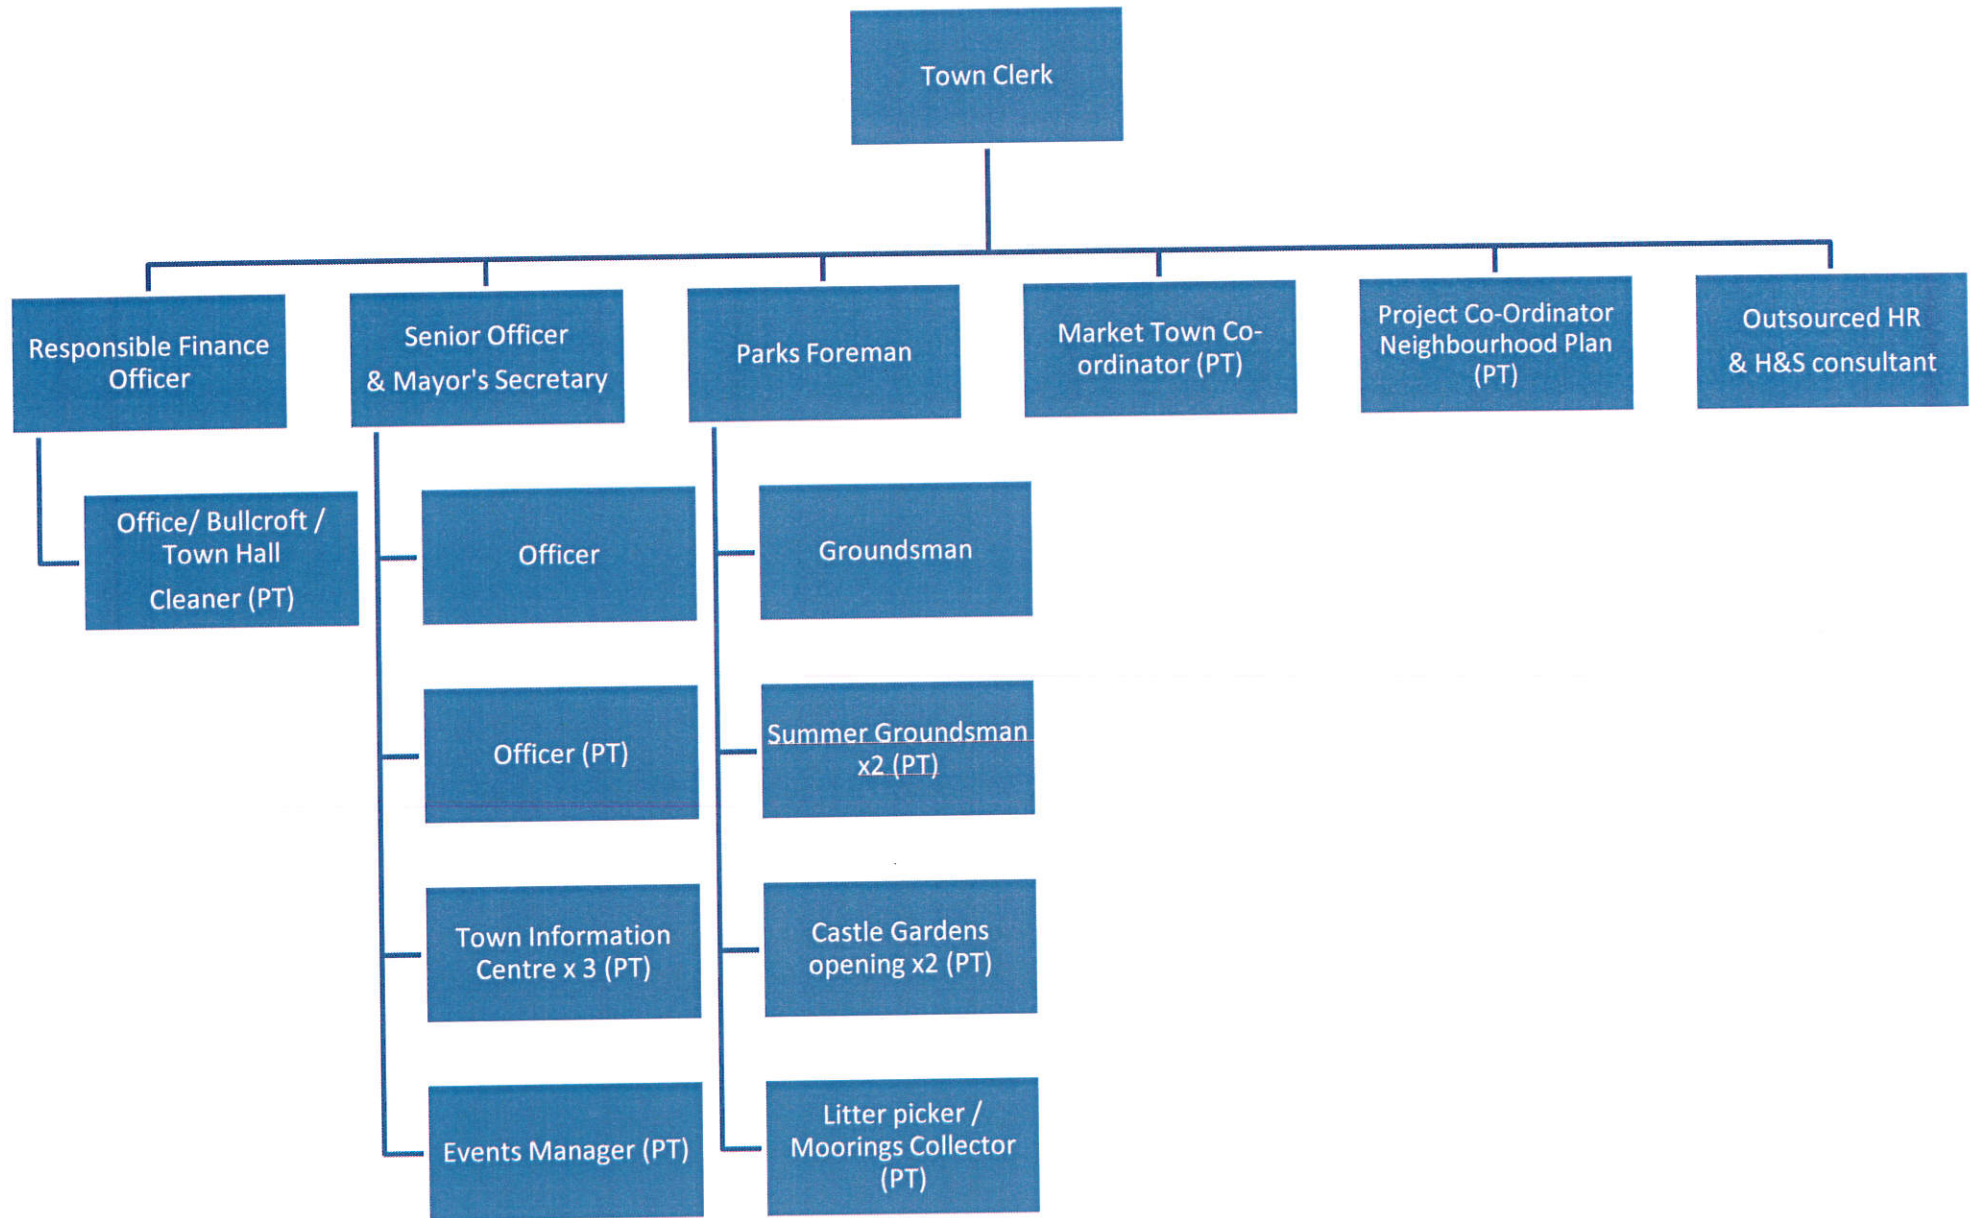 Town Clerk
Responsible Finance
Officer
Senior Officer
& Mayor's Secretary
Parks Foreman
Market Town Co-
ordinator (PT)
Project Co-Ordinator
Neighbourhood Plan
(PT)
Outsourced HR
& H&S consultant
Office/ Bullcroft /
Town Hall
Cleaner (PT)
Officer
Officer (PT)
Town Information
Centre x 3 (PT)
Events Manager (PT)
Groundsman
Summer Groundsman
x2 (PT)
Castle Gardens
opening x2 (PT)
Litter picker /
Moorings Collector
(PT)